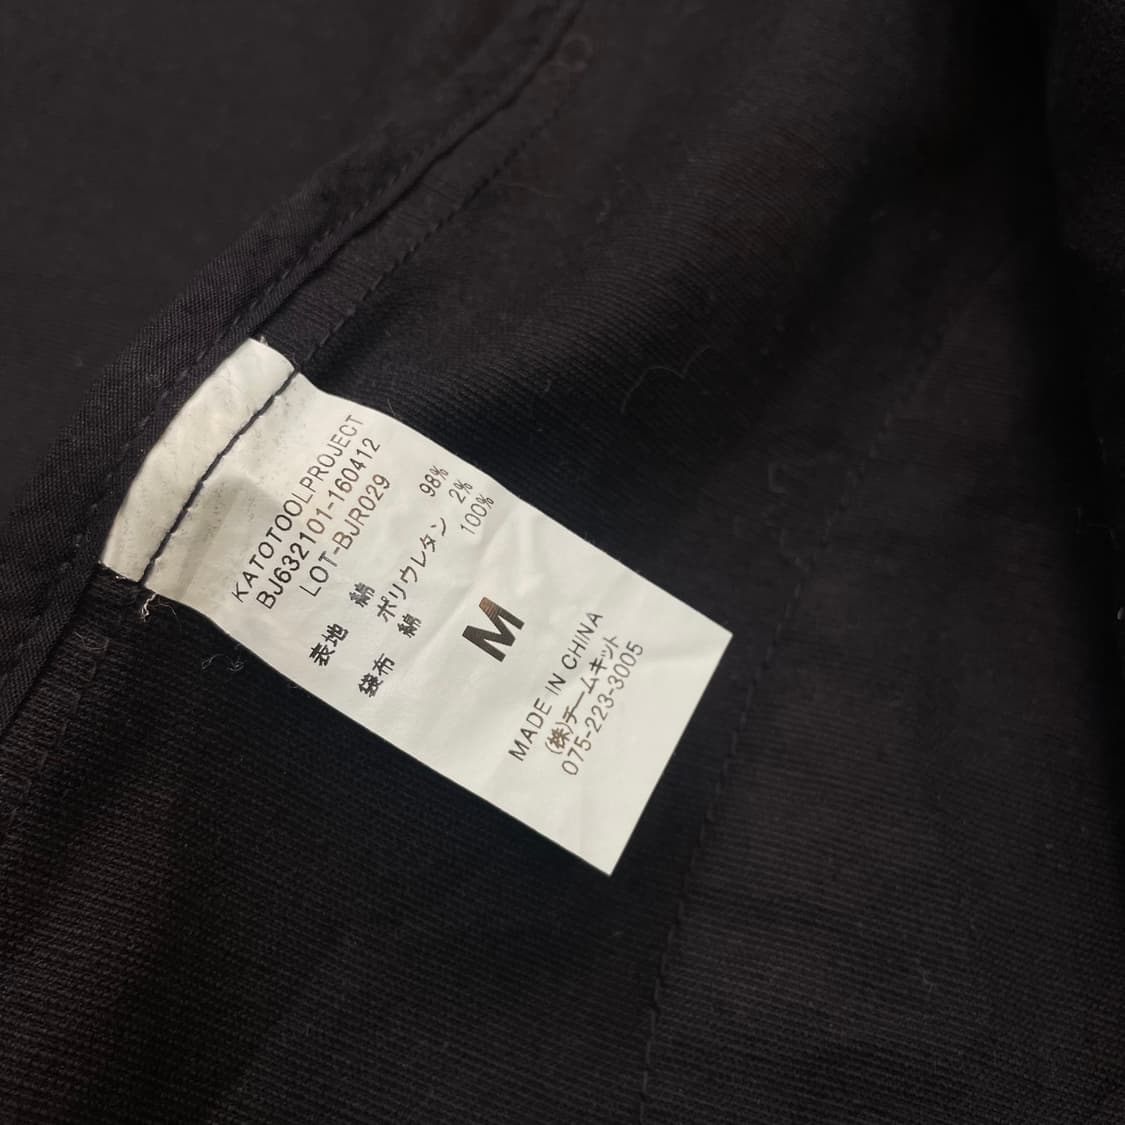 KATOTOOLPROJECT
BJ632101-160412
LOT-BJR029
表地 綿 98%
ポリウレタン 2%
袋布 綿 100%
M
MADE IN CHINA
(株)チームキット
075-223-3005